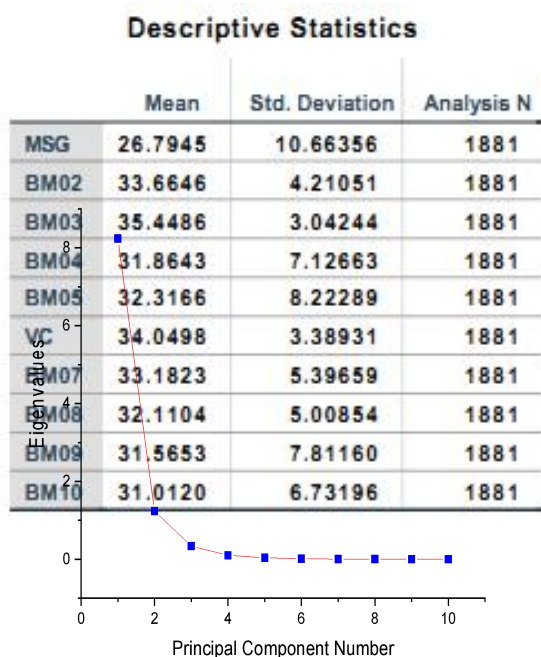 Descriptive Statistics
Mean Std. Deviation Analysis N
MSG 26.7945 10.66356 1881
BM02 33.6646 4.21051 1881
BM03 35.4486 3.04244 1881
BM04 31.8643 7.12663 1881
BM05 32.3166 8.22289 1881
VC 34.0498 3.38931 1881
BM07 33.1823 5.39659 1881
BM08 32.1104 5.00854 1881
BM09 31.5653 7.81160 1881
BM10 31.0120 6.73196 1881
Eigenvalues
8
6
4
2
0
0 2 4 6 8 10
Principal Component Number